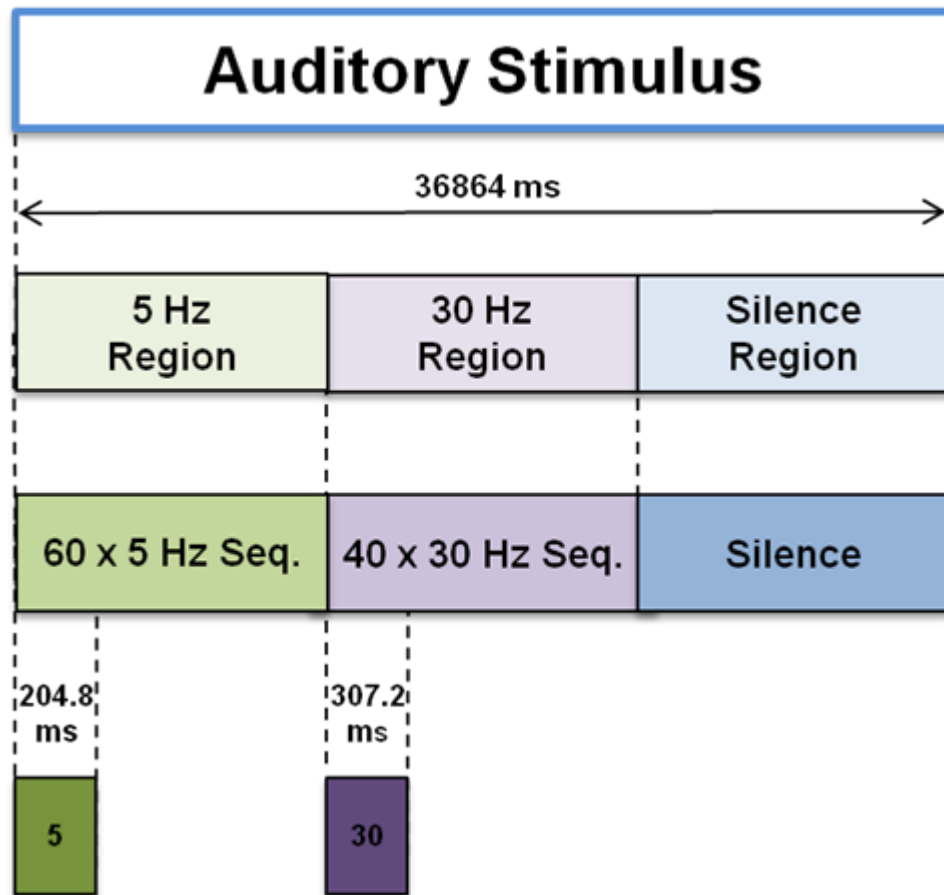 Auditory Stimulus
36864 ms
5 Hz
Region
30 Hz
Region
Silence
Region
60 x 5 Hz Seq.
40 x 30 Hz Seq.
Silence
204.8
ms
307.2
ms
5
30